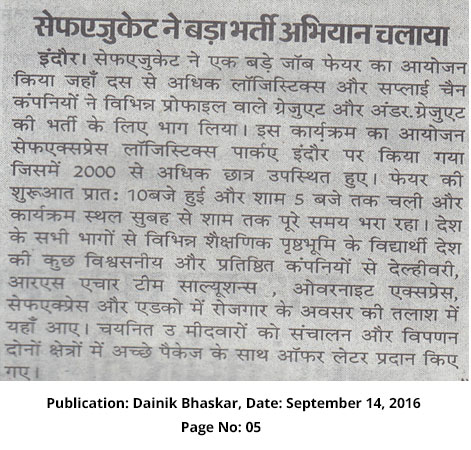 सेफएजुकेट ने बड़ा भर्ती अभियान चलाया
इंदौर। सेफएजुकेट ने एक बड़े जॉब फेयर का आयोजन
किया जहाँ दस से अधिक लॉजिस्टिक्स और सप्लाई चैन
कंपनियों ने विभिन्न प्रोफाइल वाले ग्रेजुएट और अंडर.ग्रेजुएट
की भर्ती के लिए भाग लिया। इस कार्यक्रम का आयोजन
सेफएक्सप्रेस लॉजिस्टिक्स पार्कए इंदौर पर किया गया
जिसमें 2000 से अधिक छात्र उपस्थित हुए। फेयर की
शुरूआत प्रात: 10बजे हुई और शाम 5 बजे तक चली और
कार्यक्रम स्थल सुबह से शाम तक पूरे समय भरा रहा। देश
के सभी भागों से विभिन्न शैक्षणिक पृष्ठभूमि के विद्यार्थी देश
की कुछ विश्वसनीय और प्रतिष्ठित कंपनियों से देल्हीवरी,
आरएस एचार टीम साल्यूशन्स , ओवरनाइट एक्सप्रेस,
सेफएक्प्रेस और एडको में रोजगार के अवसर की तलाश में
यहाँ आए। चयनित उ मीदवारों को संचालन और विपणन
दोनों क्षेत्रों में अच्छे पैकेज के साथ ऑफर लेटर प्रदान किए
गए।
Publication: Dainik Bhaskar, Date: September 14, 2016
Page No: 05